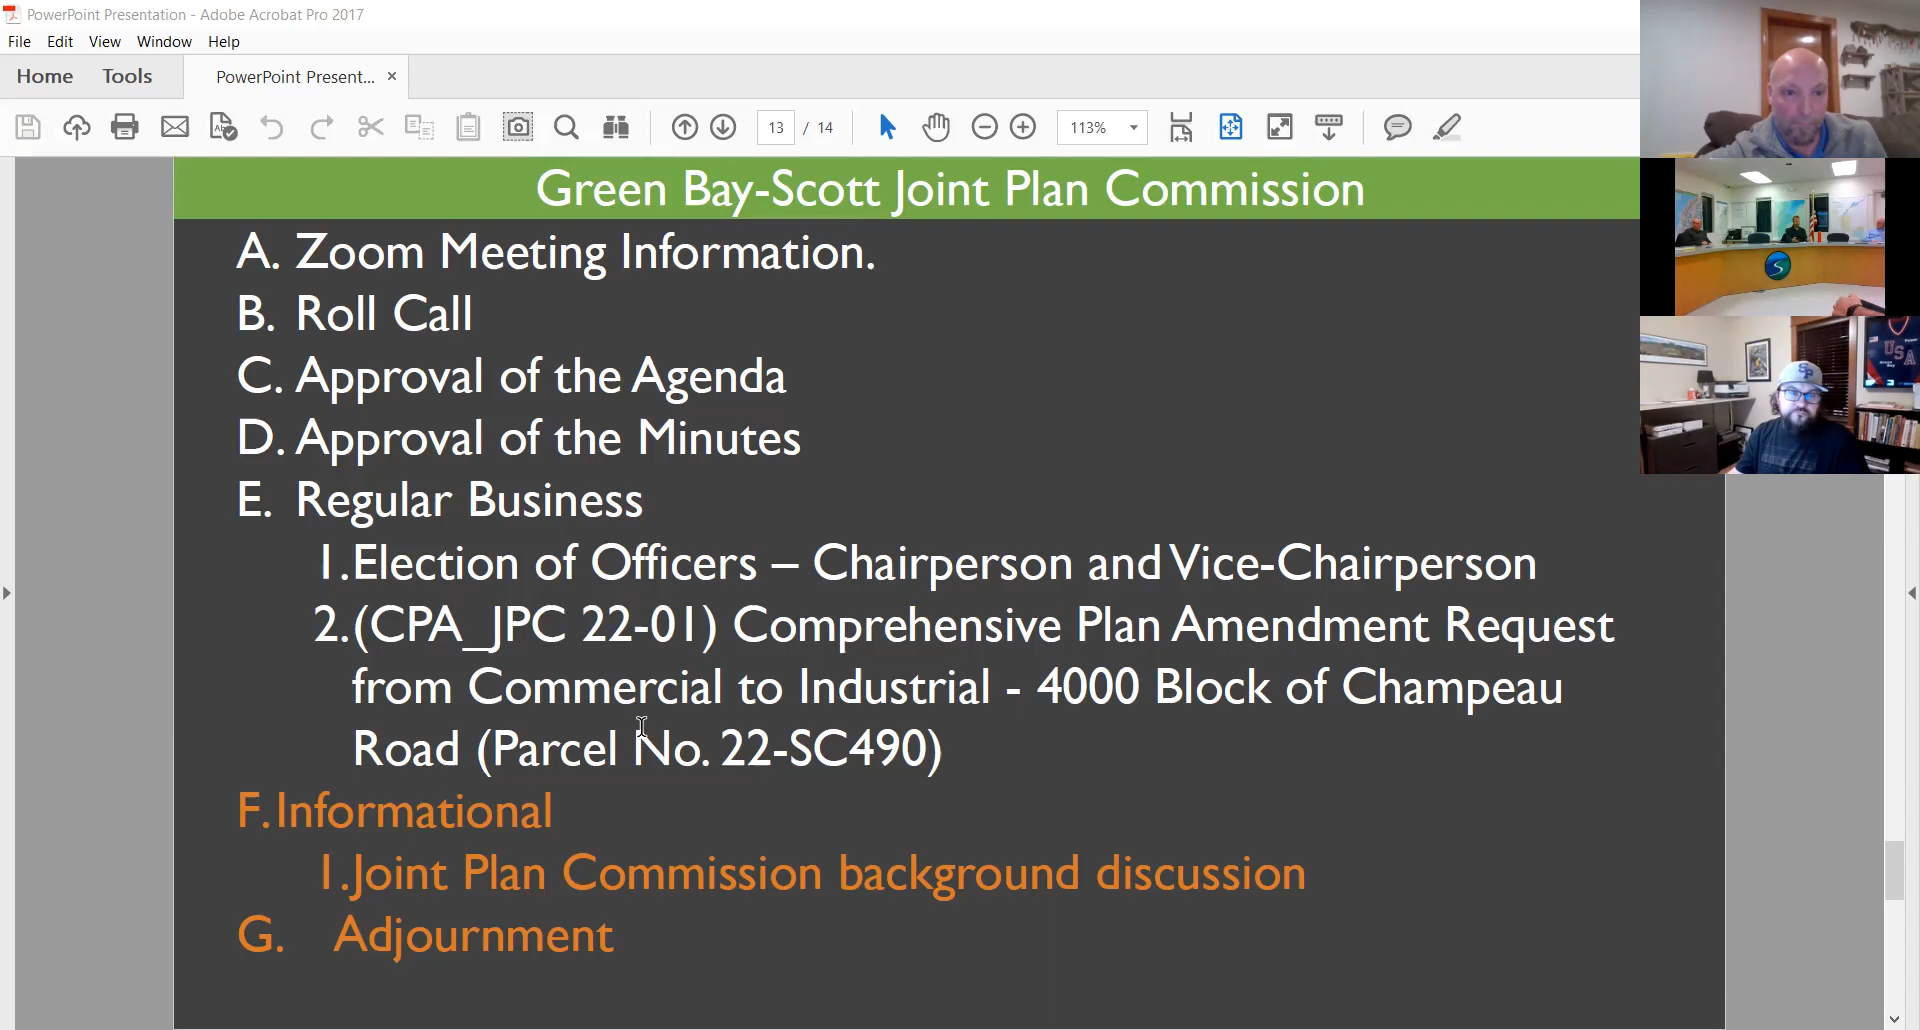 PowerPoint Presentation - Adobe Acrobat Pro 2017
File Edit View Window Help
Home Tools PowerPoint Present... ×
13 / 14 113%
Green Bay-Scott Joint Plan Commission
A. Zoom Meeting Information.
B. Roll Call
C. Approval of the Agenda
D. Approval of the Minutes
E. Regular Business
1. Election of Officers – Chairperson and Vice-Chairperson
2. (CPA_JPC 22-01) Comprehensive Plan Amendment Request
from Commercial to Industrial - 4000 Block of Champeau
Road (Parcel No. 22-SC490)
F. Informational
1. Joint Plan Commission background discussion
G. Adjournment
USA
SP